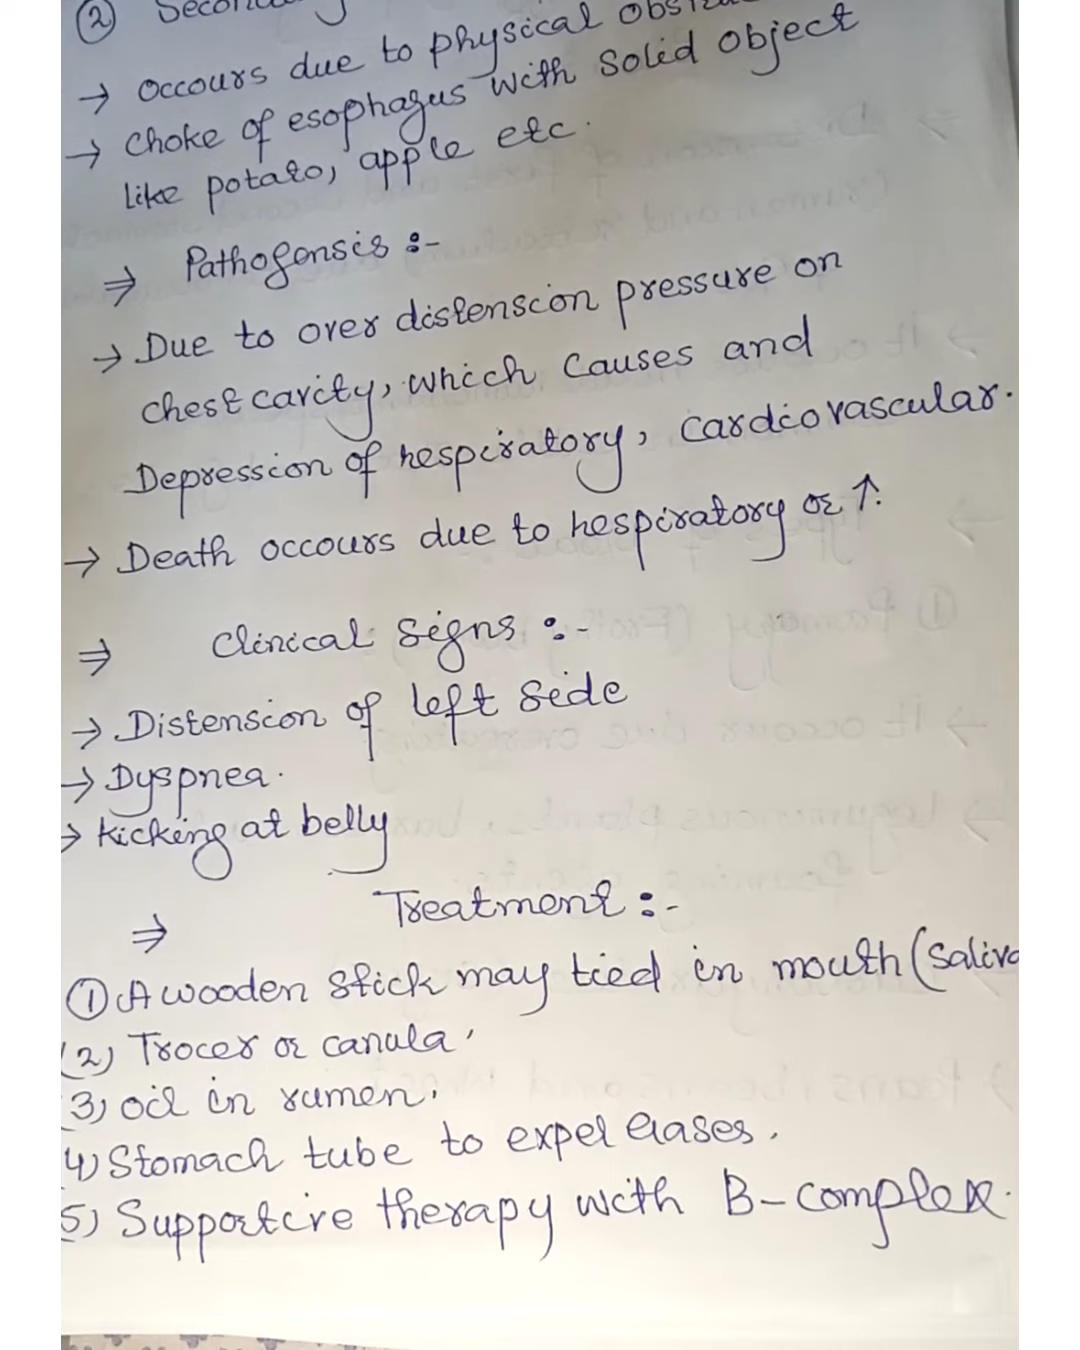 ② Secon
→ occours due to physical obs
→ choke of esophagus with solid object
like potato, apple etc.
⇒ Pathogensis :-
→ Due to over distension pressure on
chest cavity, which causes and
Depression of respiratory, cardiovascular.
→ Death occours due to respiratory or ↑.
⇒ Clinical signs :-
→ Distension of left side
→ Dyspnea.
→ kicking at belly
⇒ Treatment :-
① A wooden stick may tied in mouth (saliva
(2) Trocer or canula,
3) oil in rumen.
4) Stomach tube to expel Gases.
5) Supportive therapy with B-complex.